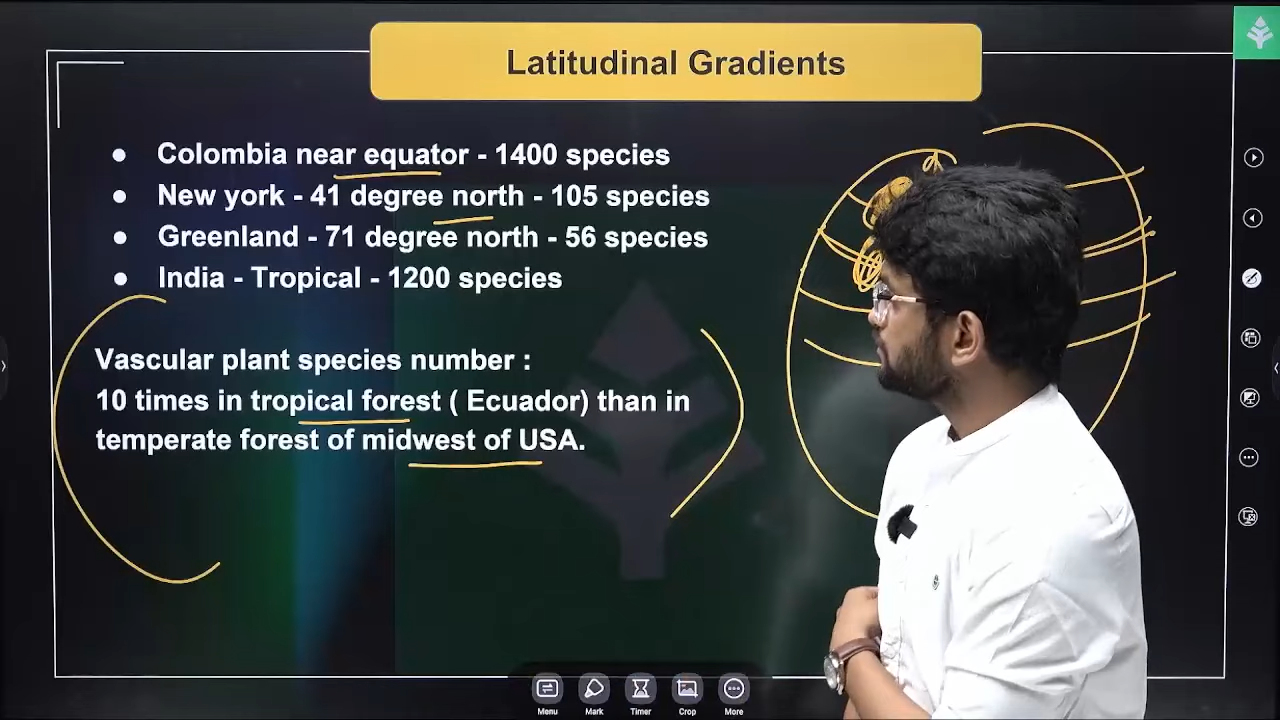 Latitudinal Gradients
● Colombia near equator - 1400 species
● New york - 41 degree north - 105 species
● Greenland - 71 degree north - 56 species
● India - Tropical - 1200 species
Vascular plant species number :
10 times in tropical forest ( Ecuador) than in
temperate forest of midwest of USA.
Menu Mark Timer Crop More